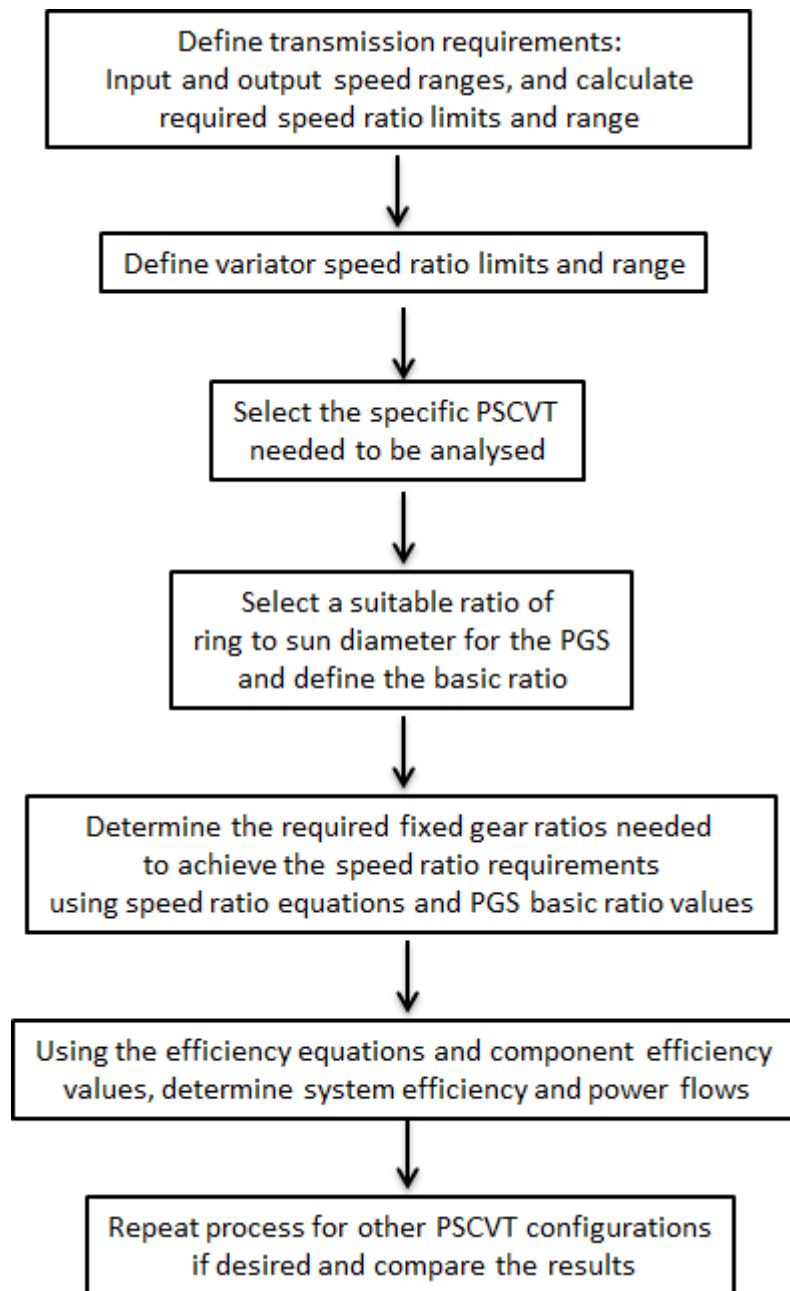 Define transmission requirements:
Input and output speed ranges, and calculate
required speed ratio limits and range
Define variator speed ratio limits and range
Select the specific PSCVT
needed to be analysed
Select a suitable ratio of
ring to sun diameter for the PGS
and define the basic ratio
Determine the required fixed gear ratios needed
to achieve the speed ratio requirements
using speed ratio equations and PGS basic ratio values
Using the efficiency equations and component efficiency
values, determine system efficiency and power flows
Repeat process for other PSCVT configurations
if desired and compare the results